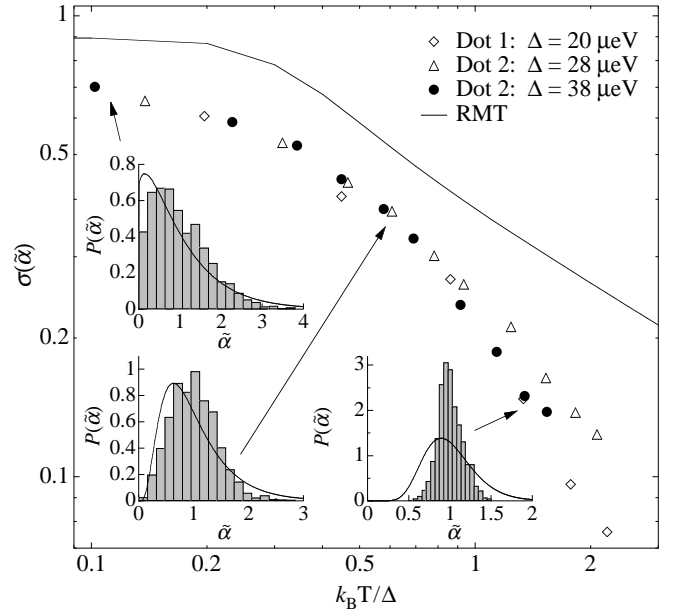 1
◇ Dot 1: Δ = 20 μeV
△ Dot 2: Δ = 28 μeV
● Dot 2: Δ = 38 μeV
— RMT
σ(α̃)
0.5
0.2
0.1
P(α̃)
0.8
0.6
0.4
0.2
0
0 1 2 3 4
α̃
P(α̃)
1
0.8
0.6
0.4
0.2
0
0 1 2 3
α̃
P(α̃)
3
2
1
0
0 0.5 1 1.5 2
α̃
0.1 0.2 0.5 1 2
k_B T/Δ